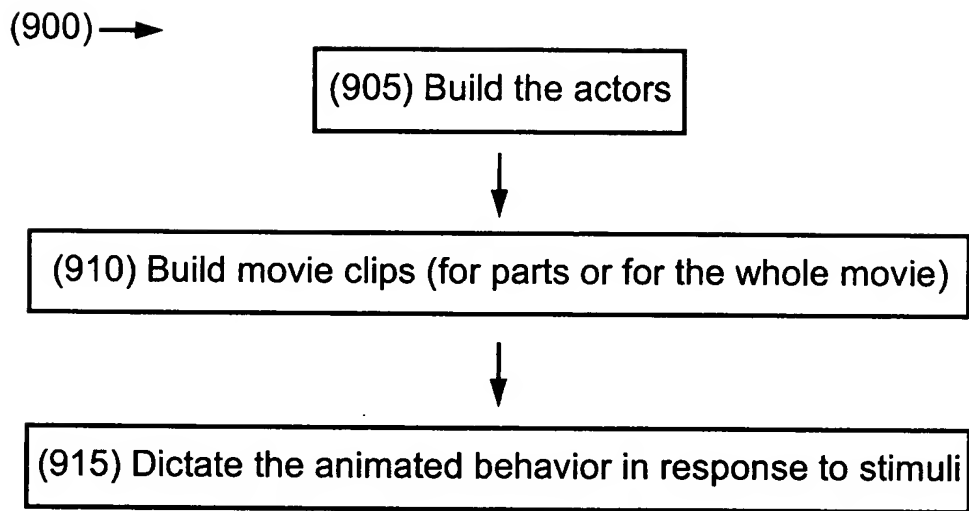 (900)
(905) Build the actors
(910) Build movie clips (for parts or for the whole movie)
(915) Dictate the animated behavior in response to stimuli